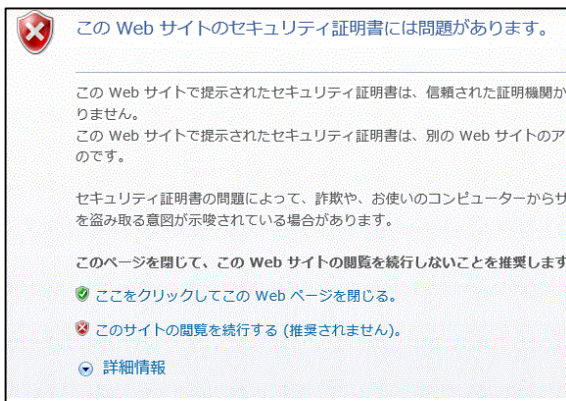 この Web サイトのセキュリティ証明書には問題があります。
この Web サイトで提示されたセキュリティ証明書は、信頼された証明機関か
りません。
この Web サイトで提示されたセキュリティ証明書は、別の Web サイトのア
のです。
セキュリティ証明書の問題によって、詐欺や、お使いのコンピューターからサ
を盗み取る意図が示唆されている場合があります。
このページを閉じて、この Web サイトの閲覧を続行しないことを推奨します
ここをクリックしてこの Web ページを閉じる。
このサイトの閲覧を続行する (推奨されません)。
詳細情報